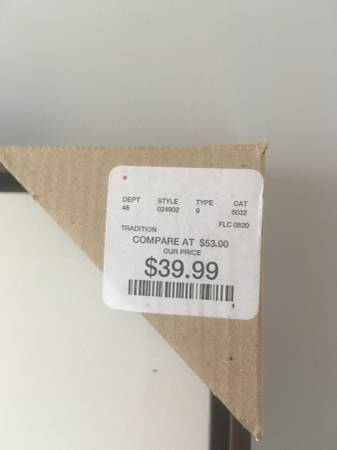 DEPT STYLE TYPE CAT
48 024902 9 5032
TRADITION FLC 0820
COMPARE AT $53.00
OUR PRICE
$39.99